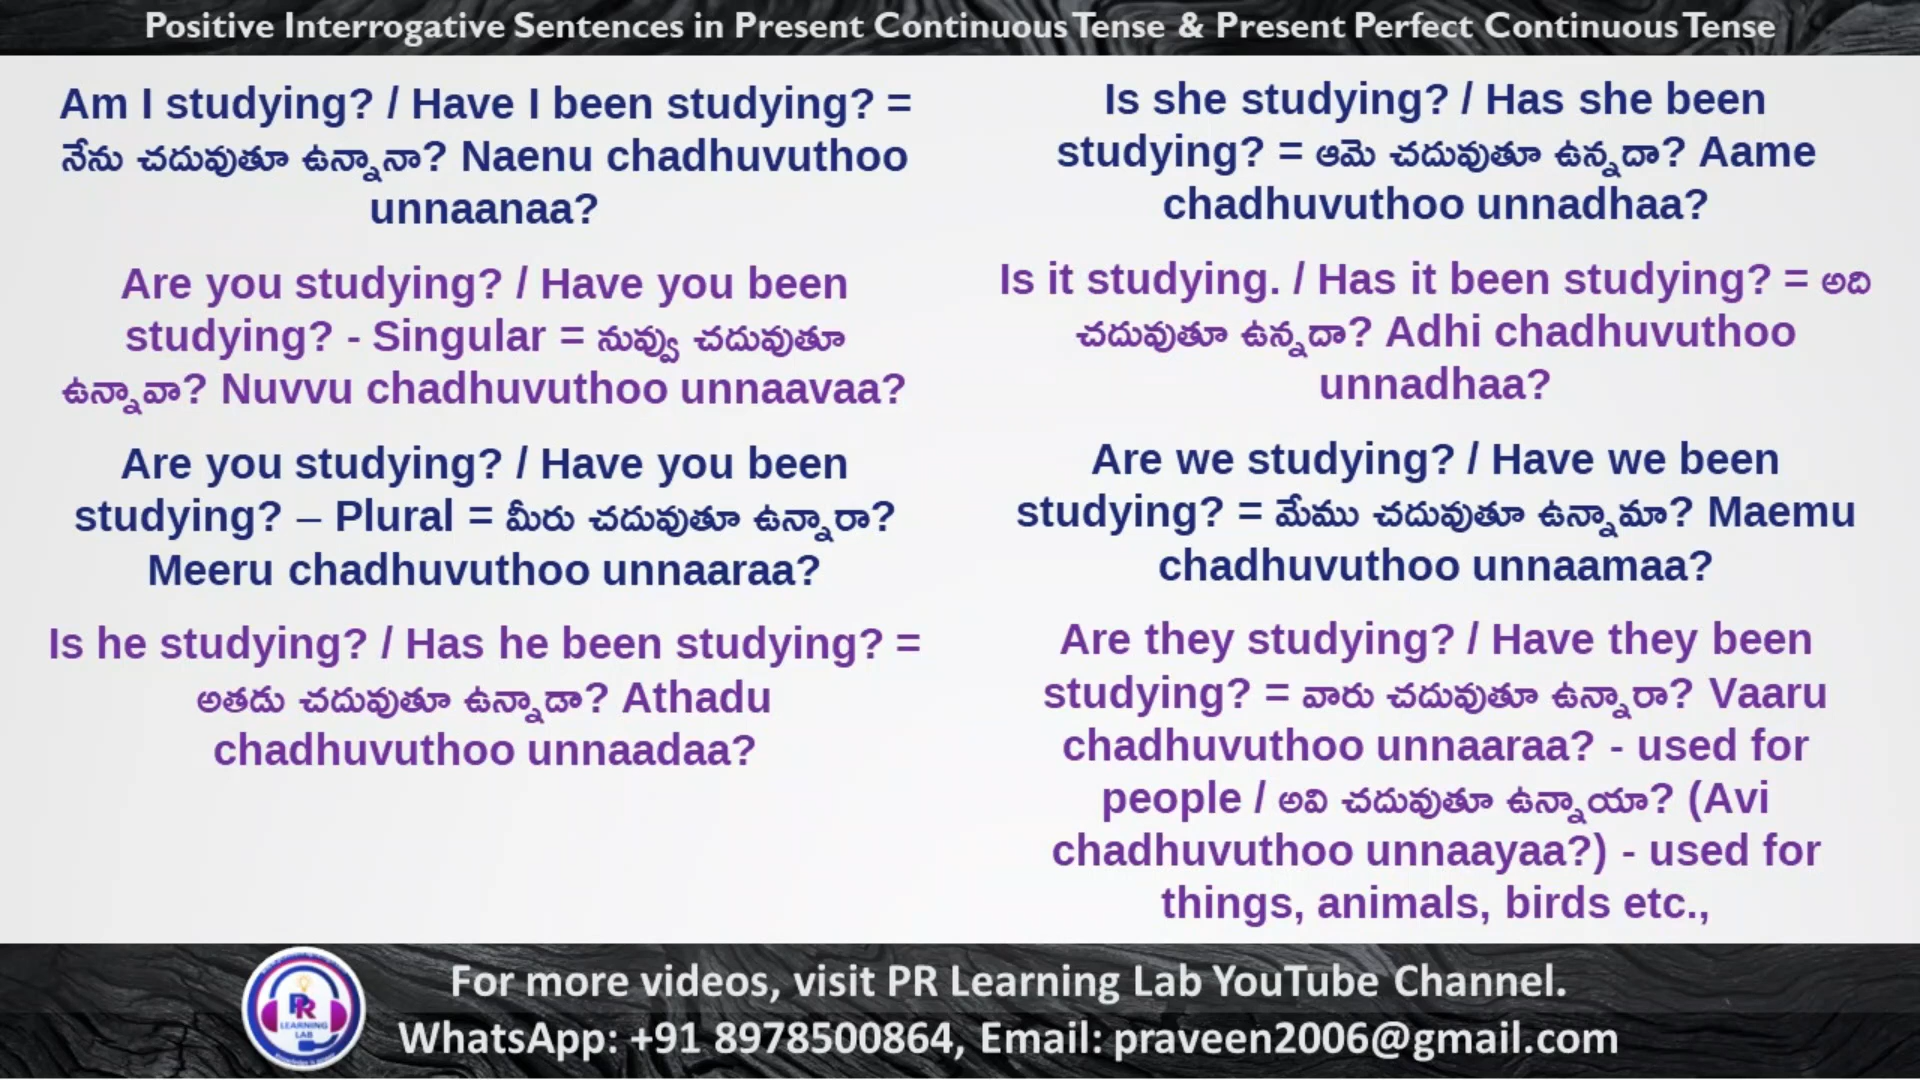 Positive Interrogative Sentences in Present Continuous Tense & Present Perfect Continuous Tense
Am I studying? / Have I been studying? =
నేను చదువుతూ ఉన్నానా? Naenu chadhuvuthoo
unnaanaa?
Are you studying? / Have you been
studying? - Singular = నువ్వు చదువుతూ
ఉన్నావా? Nuvvu chadhuvuthoo unnaavaa?
Are you studying? / Have you been
studying? – Plural = మీరు చదువుతూ ఉన్నారా?
Meeru chadhuvuthoo unnaaraa?
Is he studying? / Has he been studying? =
అతడు చదువుతూ ఉన్నాడా? Athadu
chadhuvuthoo unnaadaa?
Is she studying? / Has she been
studying? = ఆమె చదువుతూ ఉన్నదా? Aame
chadhuvuthoo unnadhaa?
Is it studying. / Has it been studying? = అది
చదువుతూ ఉన్నదా? Adhi chadhuvuthoo
unnadhaa?
Are we studying? / Have we been
studying? = మేము చదువుతూ ఉన్నామా? Maemu
chadhuvuthoo unnaamaa?
Are they studying? / Have they been
studying? = వారు చదువుతూ ఉన్నారా? Vaaru
chadhuvuthoo unnaaraa? - used for
people / అవి చదువుతూ ఉన్నాయా? (Avi
chadhuvuthoo unnaayaa?) - used for
things, animals, birds etc.,
PR
LEARNING
LAB
For more videos, visit PR Learning Lab YouTube Channel.
WhatsApp: +91 8978500864, Email: praveen2006@gmail.com